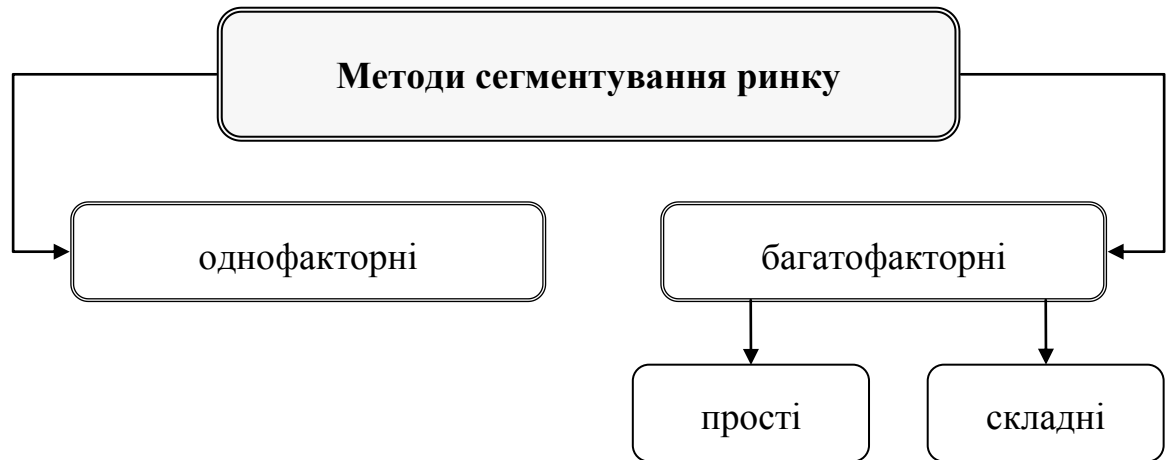 Методи сегментування ринку
однофакторні
багатофакторні
прості
складні